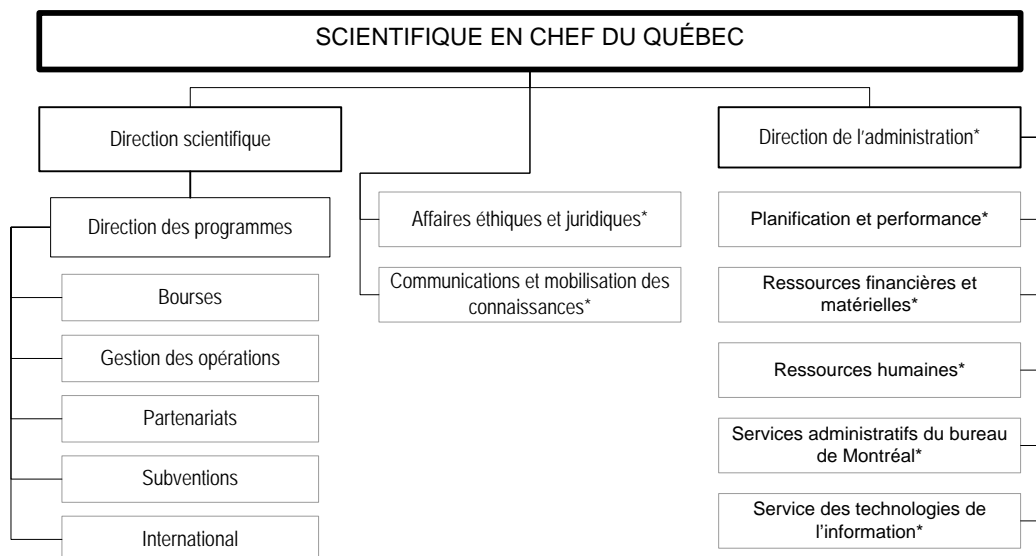 SCIENTIFIQUE EN CHEF DU QUÉBEC
Direction scientifique
Direction de l'administration*
Direction des programmes
Affaires éthiques et juridiques*
Planification et performance*
Bourses
Communications et mobilisation des
connaissances*
Ressources financières et
matérielles*
Gestion des opérations
Ressources humaines*
Partenariats
Services administratifs du bureau
de Montréal*
Subventions
Service des technologies de
l'information*
International